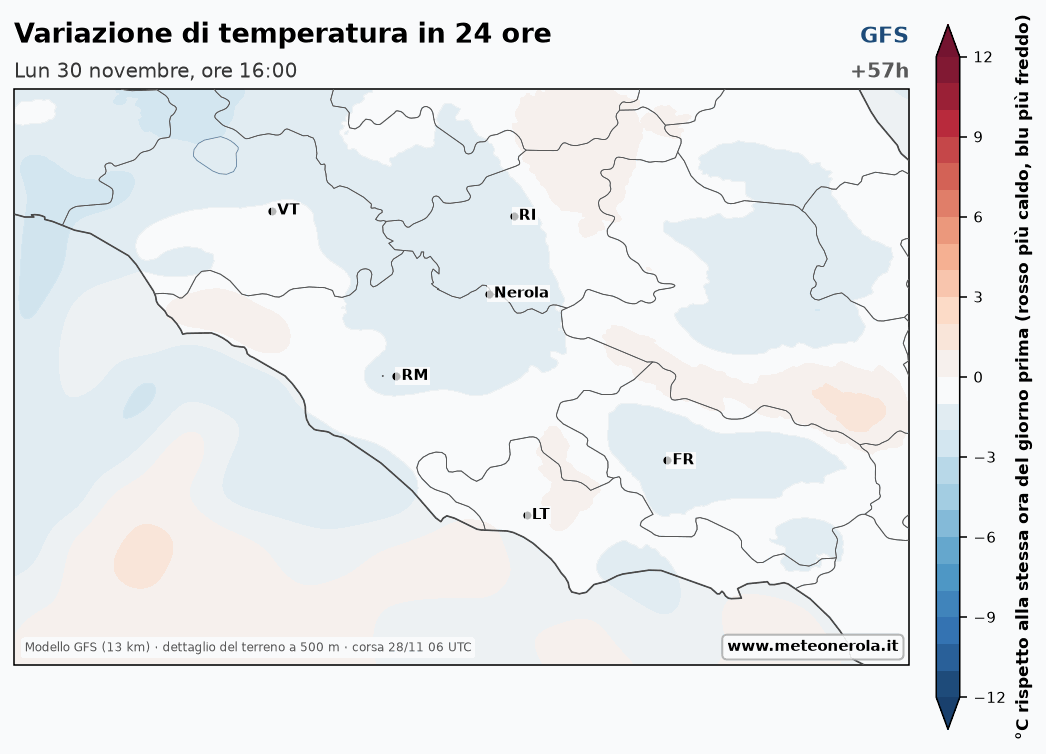 Variazione di temperatura in 24 ore
GFS
Lun 30 novembre, ore 16:00
+57h
VT
RI
Nerola
RM
FR
LT
Modello GFS (13 km) · dettaglio del terreno a 500 m · corsa 28/11 06 UTC
www.meteonerola.it
12
9
6
3
0
−3
−6
−9
−12
°C rispetto alla stessa ora del giorno prima (rosso più caldo, blu più freddo)